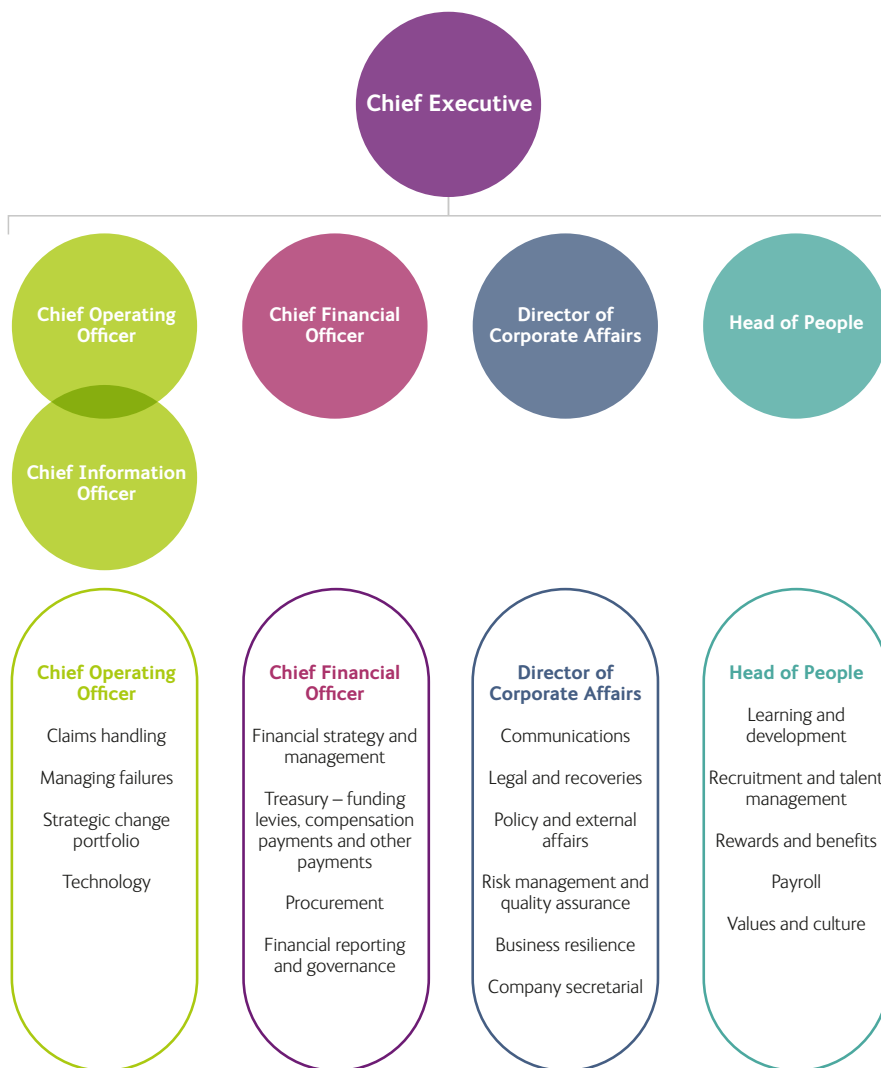 Chief Executive
Chief Operating
Officer
Chief Financial
Officer
Director of
Corporate Affairs
Head of People
Chief Information
Officer
Chief Operating
Officer
Claims handling
Managing failures
Strategic change
portfolio
Technology
Chief Financial
Officer
Financial strategy and
management
Treasury – funding
levies, compensation
payments and other
payments
Procurement
Financial reporting
and governance
Director of
Corporate Affairs
Communications
Legal and recoveries
Policy and external
affairs
Risk management and
quality assurance
Business resilience
Company secretarial
Head of People
Learning and
development
Recruitment and talent
management
Rewards and benefits
Payroll
Values and culture